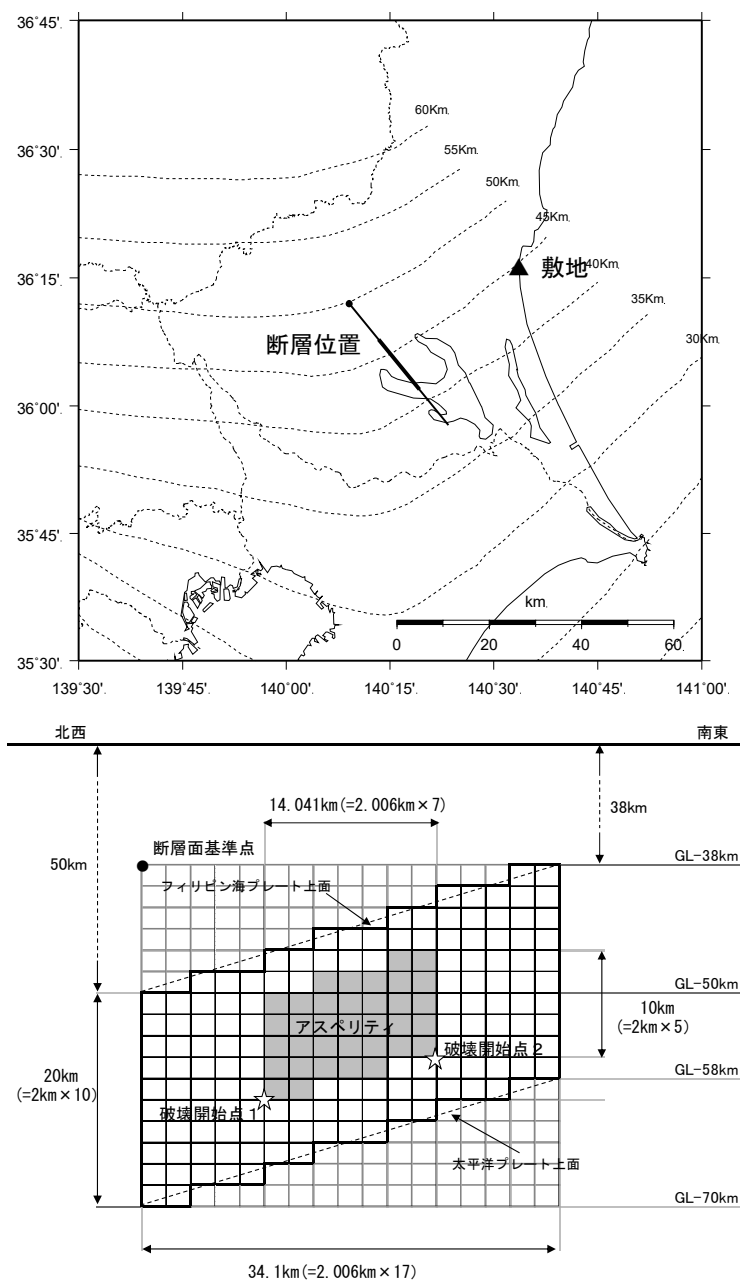 36°45'.
60Km.
36°30'.
55Km.
50Km.
45Km.
36°15'.
敷地
40Km.
35Km.
断層位置
30Km.
36°00'.
35°45'.
km.
0 20 40 60
35°30'.
139°30'. 139°45'. 140°00'. 140°15'. 140°30'. 140°45'. 141°00'.
北西
南東
14.041km(=2.006km×7)
38km
断層面基準点
50km
GL-38km
フィリピン海プレート上面
GL-50km
10km
(=2km×5)
アスペリティ
破壊開始点2
20km
(=2km×10)
GL-58km
破壊開始点1
太平洋プレート上面
GL-70km
34.1km(=2.006km×17)